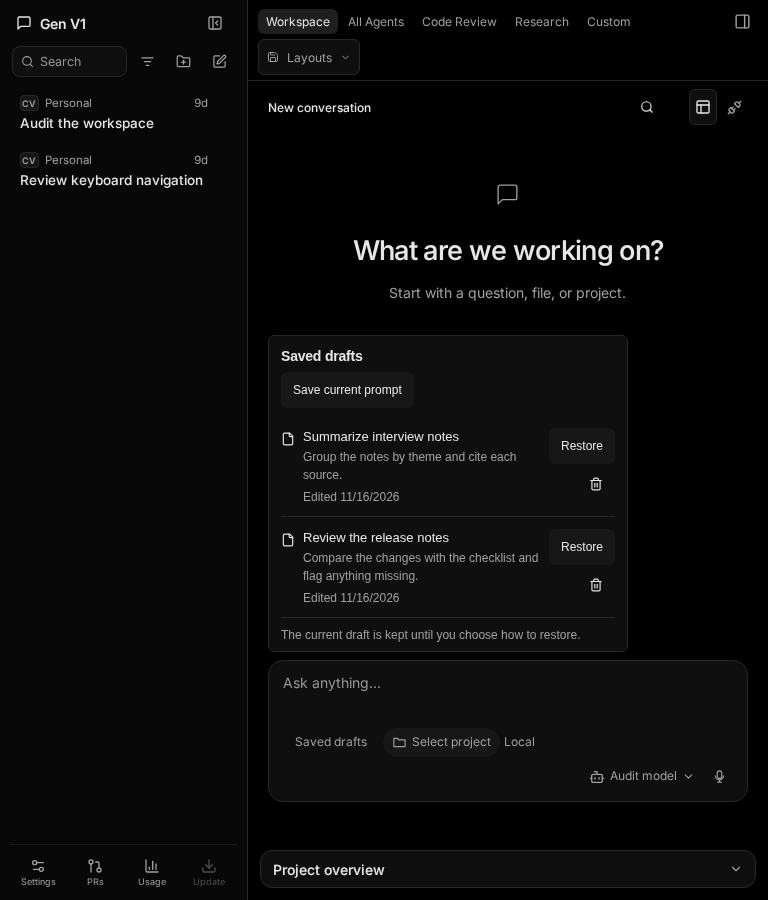 Gen V1
Search
CV Personal 9d
Audit the workspace
CV Personal 9d
Review keyboard navigation
Settings PRs Usage Update
Workspace All Agents Code Review Research Custom
Layouts
New conversation
What are we working on?
Start with a question, file, or project.
Saved drafts
Save current prompt
Summarize interview notes
Restore
Group the notes by theme and cite each
source.
Edited 11/16/2026
Review the release notes
Restore
Compare the changes with the checklist and
flag anything missing.
Edited 11/16/2026
The current draft is kept until you choose how to restore.
Ask anything...
Saved drafts Select project Local
Audit model
Project overview